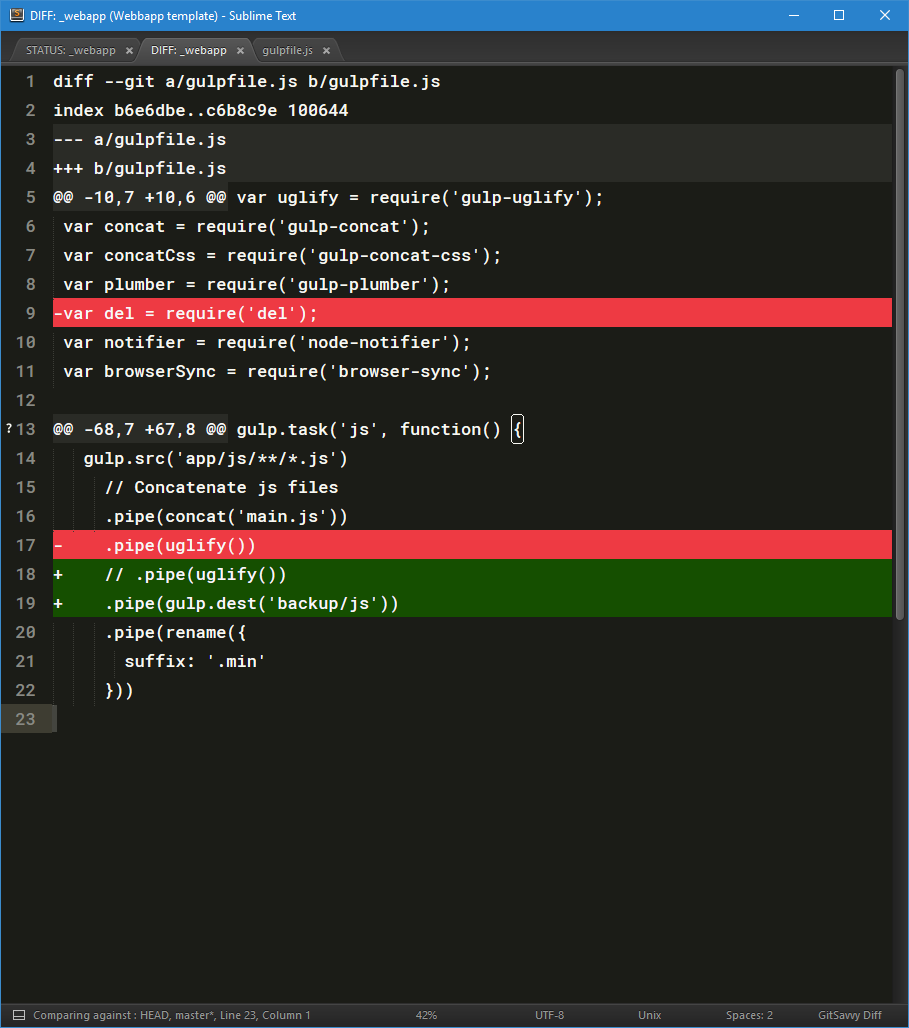 DIFF: _webapp (Webbapp template) - Sublime Text
STATUS: _webapp × DIFF: _webapp × gulpfile.js ×
1 diff --git a/gulpfile.js b/gulpfile.js
2 index b6e6dbe..c6b8c9e 100644
3 --- a/gulpfile.js
4 +++ b/gulpfile.js
5 @@ -10,7 +10,6 @@ var uglify = require('gulp-uglify');
6  var concat = require('gulp-concat');
7  var concatCss = require('gulp-concat-css');
8  var plumber = require('gulp-plumber');
9 -var del = require('del');
10  var notifier = require('node-notifier');
11  var browserSync = require('browser-sync');
12
? 13 @@ -68,7 +67,8 @@ gulp.task('js', function() {
14    gulp.src('app/js/**/*.js')
15      // Concatenate js files
16      .pipe(concat('main.js'))
17 -    .pipe(uglify())
18 +    // .pipe(uglify())
19 +    .pipe(gulp.dest('backup/js'))
20      .pipe(rename({
21        suffix: '.min'
22      }))
23
Comparing against : HEAD, master*, Line 23, Column 1 42% UTF-8 Unix Spaces: 2 GitSavvy Diff